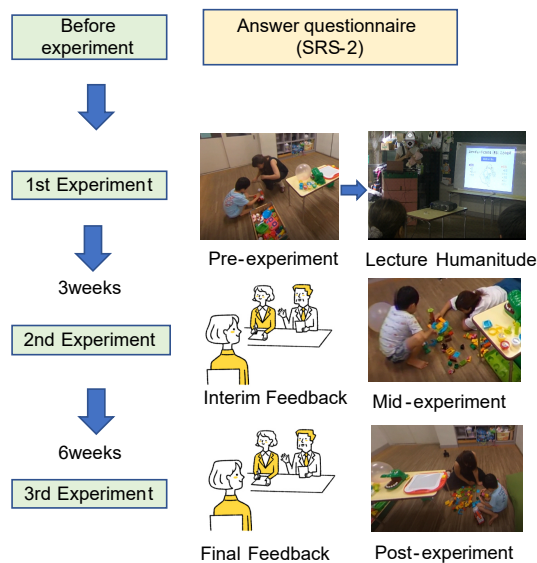 Before
experiment
Answer questionnaire
(SRS-2)
1st Experiment
Pre-experiment
Lecture Humanitude
3weeks
2nd Experiment
Interim Feedback
Mid-experiment
6weeks
3rd Experiment
Final Feedback
Post-experiment